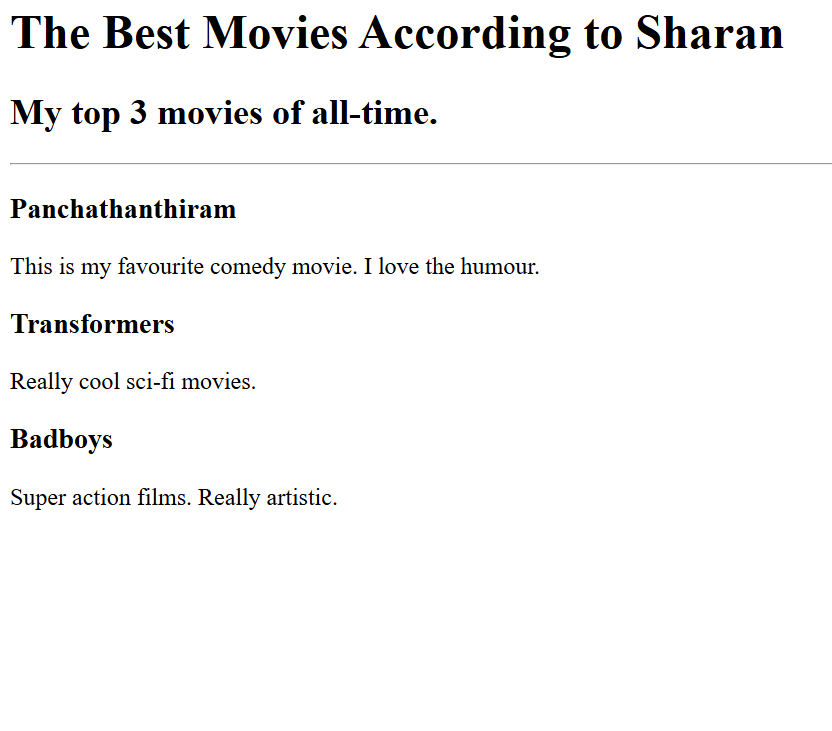 The Best Movies According to Sharan
My top 3 movies of all-time.
Panchathanthiram
This is my favourite comedy movie. I love the humour.
Transformers
Really cool sci-fi movies.
Badboys
Super action films. Really artistic.